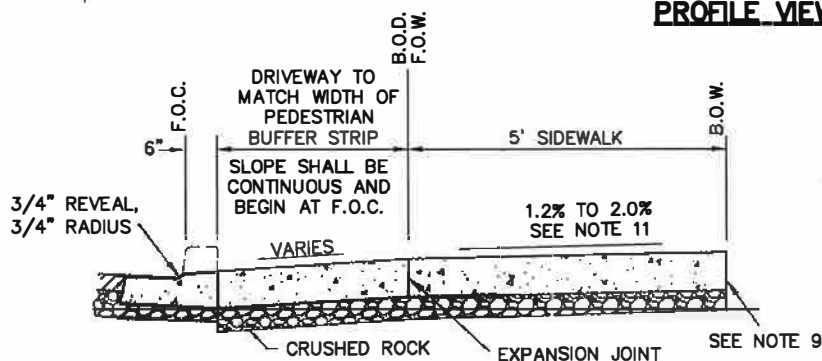 PROFILE VIEW
F.O.C.
B.O.D.
F.O.W.
B.O.W.
DRIVEWAY TO
MATCH WIDTH OF
PEDESTRIAN
BUFFER STRIP
6"
5' SIDEWALK
SLOPE SHALL BE
CONTINUOUS AND
BEGIN AT F.O.C.
3/4" REVEAL,
3/4" RADIUS
1.2% TO 2.0%
SEE NOTE 11
VARIES
CRUSHED ROCK
EXPANSION JOINT
SEE NOTE 9